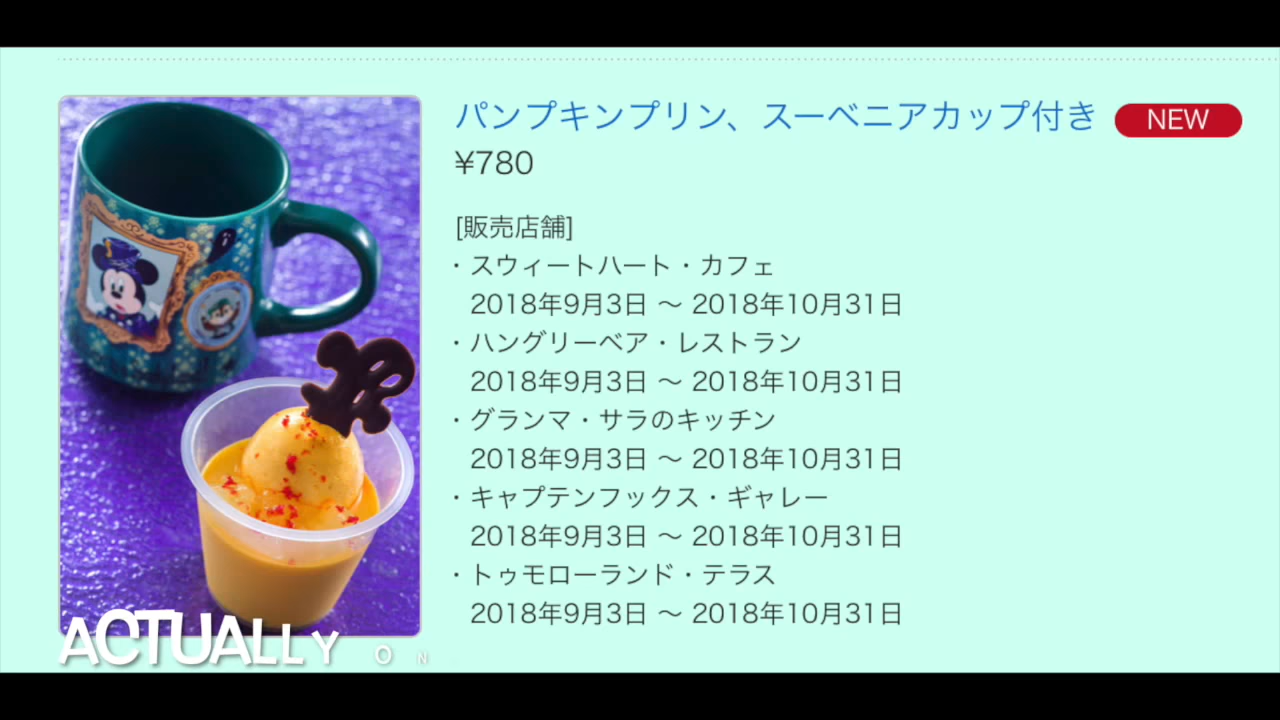 パンプキンプリン、スーベニアカップ付き NEW
¥780
[販売店舗]
・スウィートハート・カフェ
2018年9月3日 ～ 2018年10月31日
・ハングリーベア・レストラン
2018年9月3日 ～ 2018年10月31日
・グランマ・サラのキッチン
2018年9月3日 ～ 2018年10月31日
・キャプテンフックス・ギャレー
2018年9月3日 ～ 2018年10月31日
・トゥモローランド・テラス
2018年9月3日 ～ 2018年10月31日
ACTUALLY ON